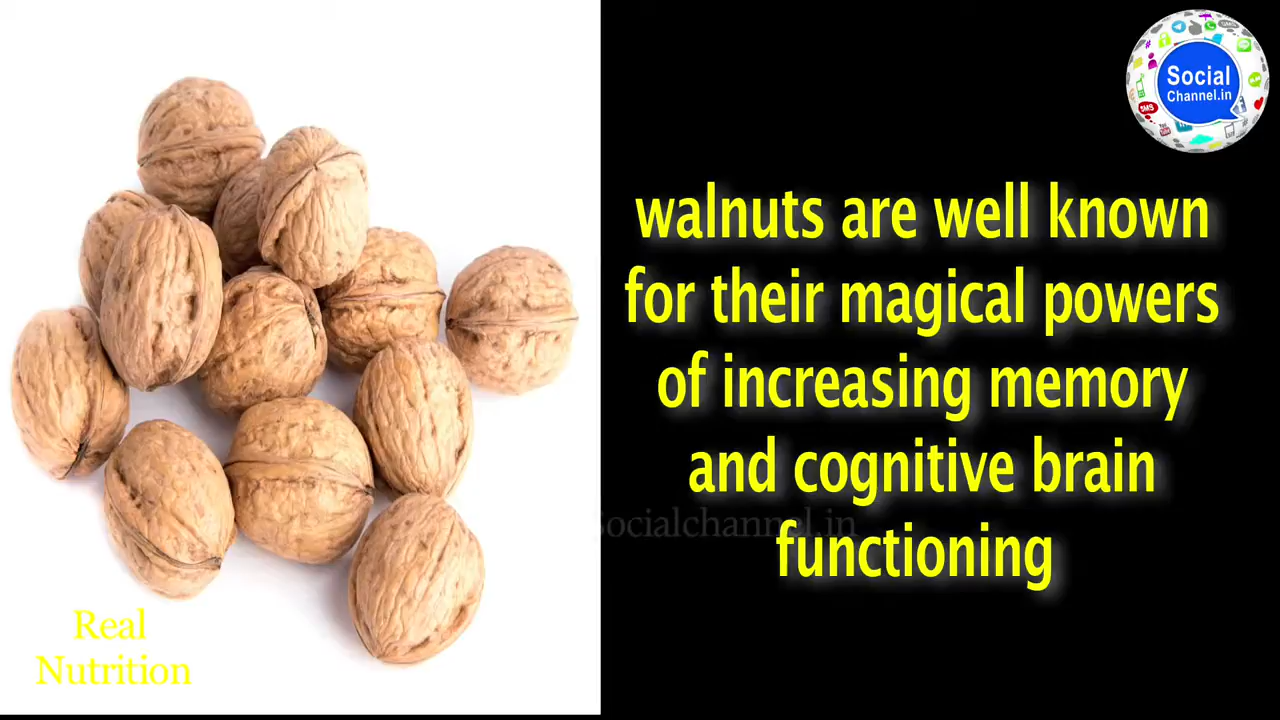 Social
Channel.in
walnuts are well known
for their magical powers
of increasing memory
and cognitive brain
Socialchannel.in
functioning
Real
Nutrition